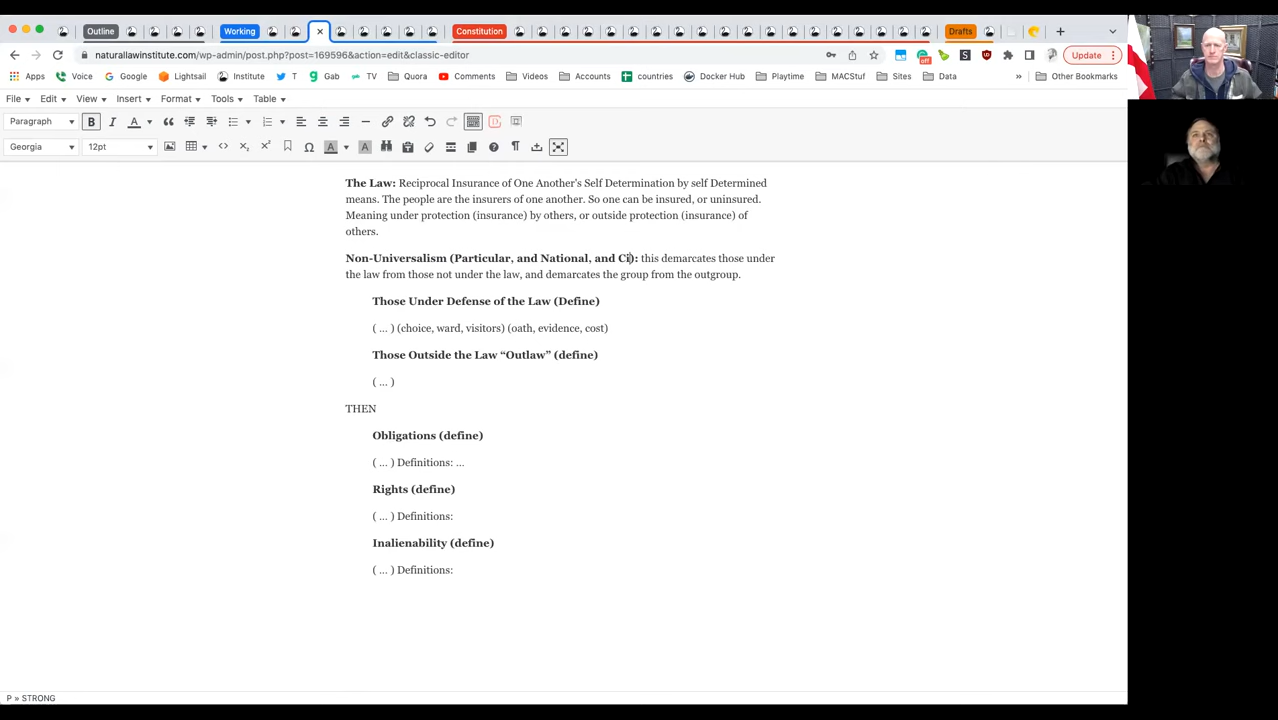 Outline
Working
Constitution
Drafts
naturallawinstitute.com/wp-admin/post.php?post=169596&action=edit&classic-editor
Update
Apps Voice Google Lightsail Institute T Gab TV Quora Comments Videos Accounts countries Docker Hub Playtime MACStuf Sites Data » Other Bookmarks
File Edit View Insert Format Tools Table
Paragraph
Georgia 12pt
The Law: Reciprocal Insurance of One Another's Self Determination by self Determined
means. The people are the insurers of one another. So one can be insured, or uninsured.
Meaning under protection (insurance) by others, or outside protection (insurance) of
others.
Non-Universalism (Particular, and National, and Ci): this demarcates those under
the law from those not under the law, and demarcates the group from the outgroup.
Those Under Defense of the Law (Define)
( ... ) (choice, ward, visitors) (oath, evidence, cost)
Those Outside the Law “Outlaw” (define)
( ... )
THEN
Obligations (define)
( ... ) Definitions: ...
Rights (define)
( ... ) Definitions:
Inalienability (define)
( ... ) Definitions:
P » STRONG